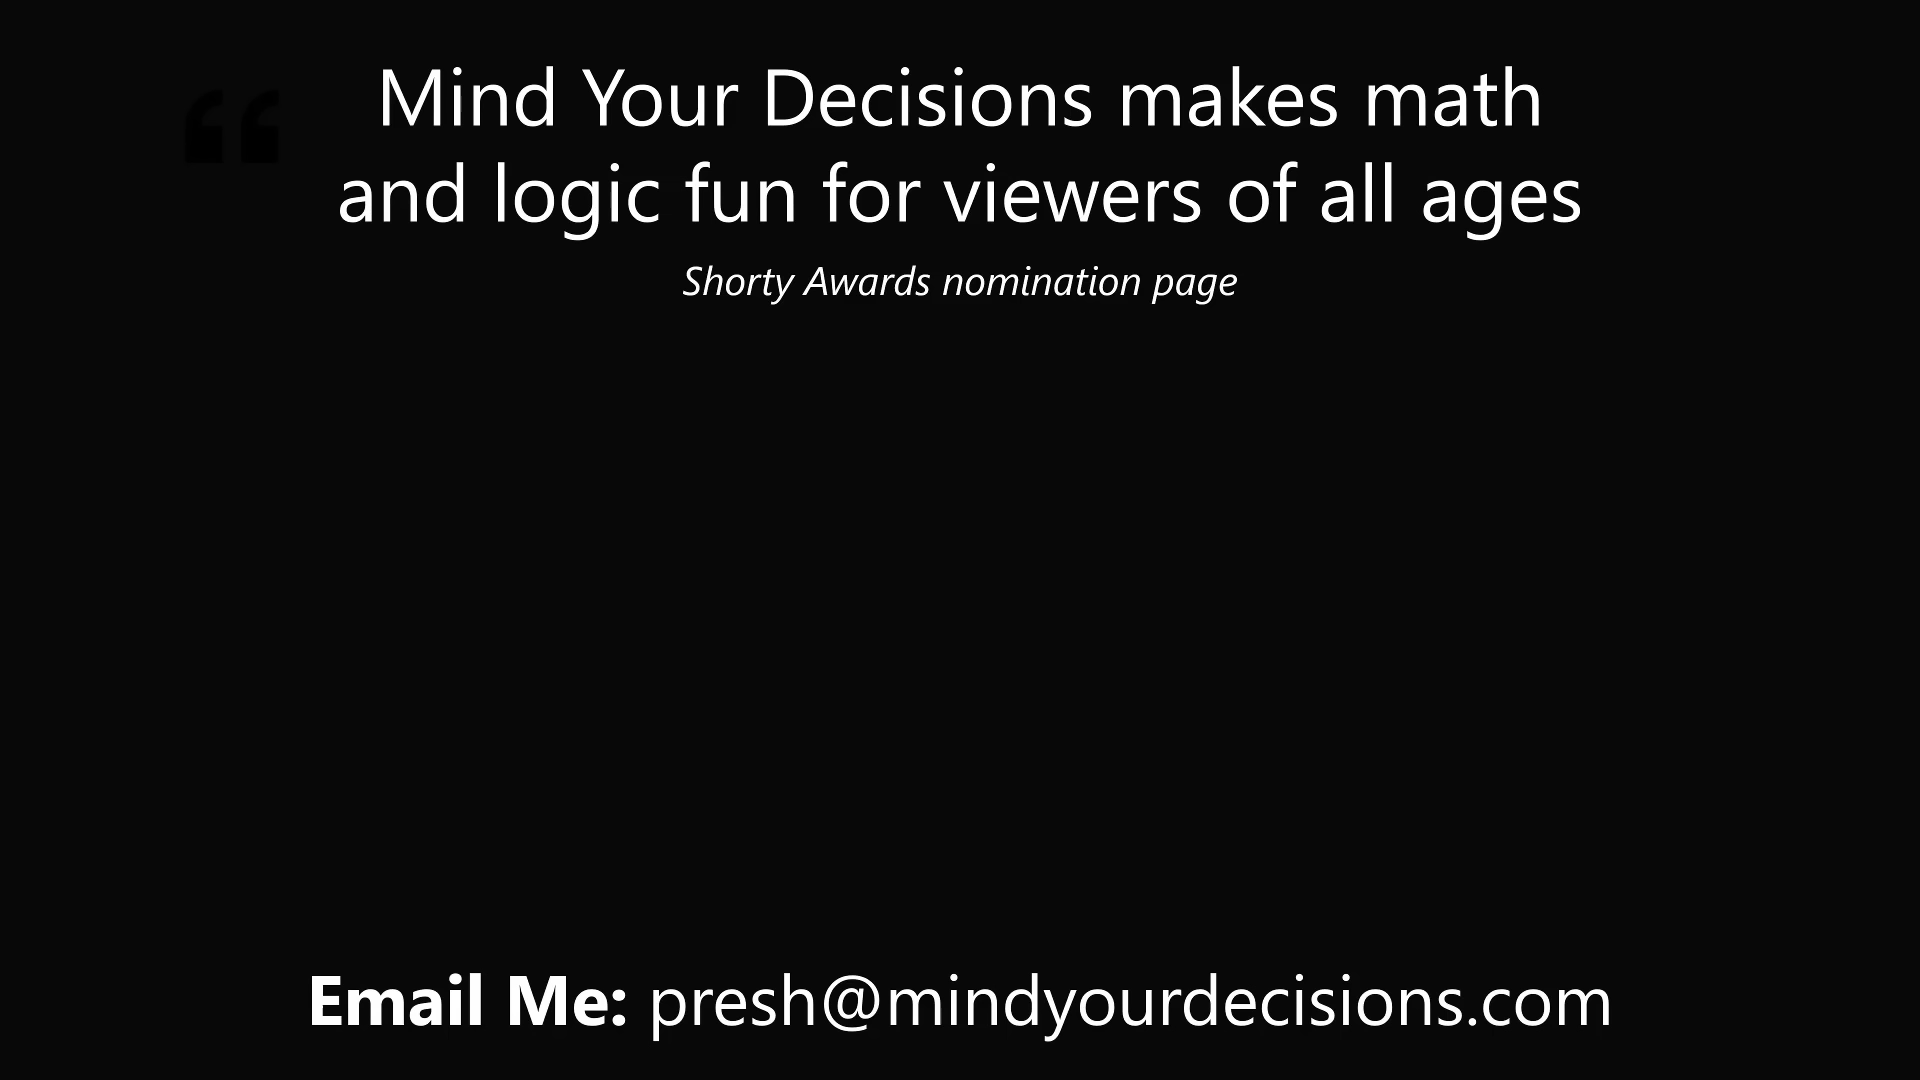 “ Mind Your Decisions makes math
and logic fun for viewers of all ages
Shorty Awards nomination page
Email Me: presh@mindyourdecisions.com